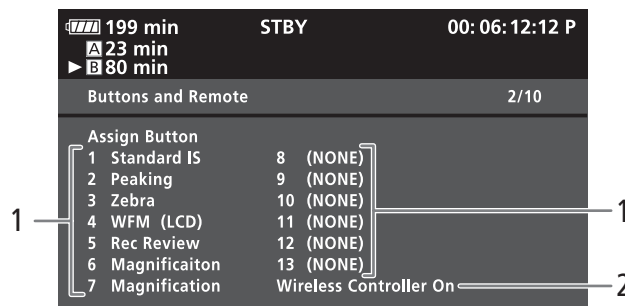 199 min STBY 00: 06: 12: 12 P
A 23 min
B 80 min
Buttons and Remote 2/10
Assign Button
1 Standard IS 8 (NONE)
2 Peaking 9 (NONE)
3 Zebra 10 (NONE)
4 WFM (LCD) 11 (NONE)
5 Rec Review 12 (NONE)
6 Magnificaiton 13 (NONE)
7 Magnification Wireless Controller On
1
1
2